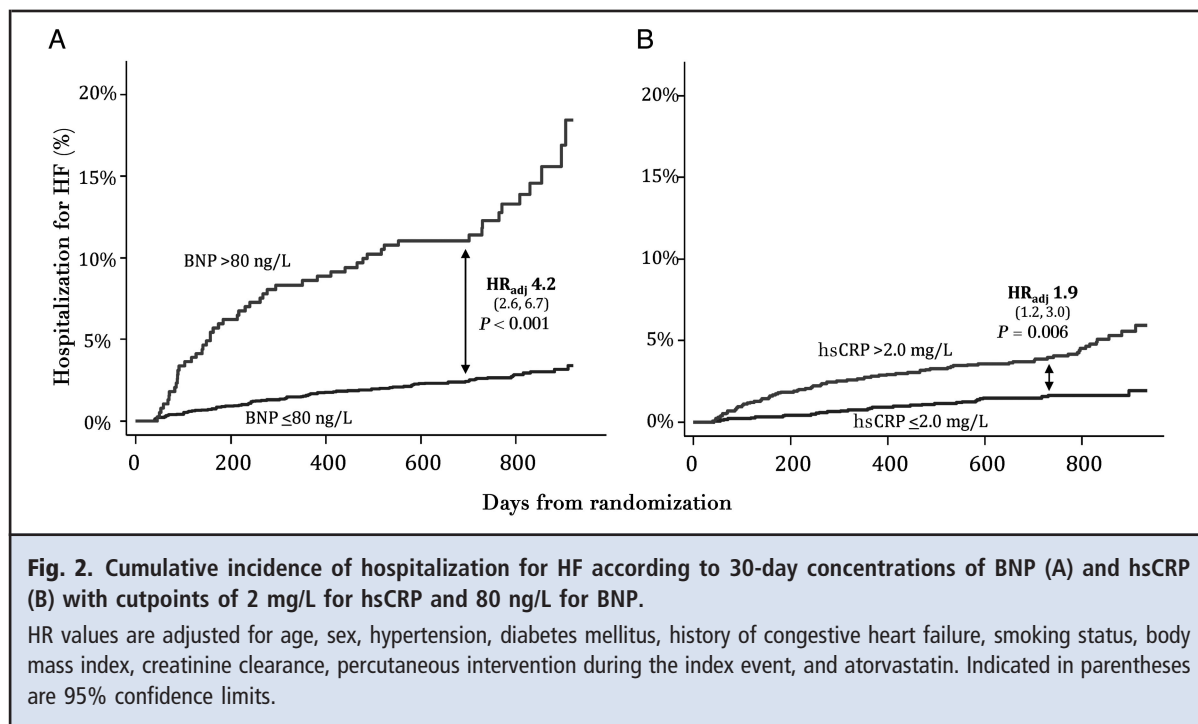 A
B
Hospitalization for HF (%)
20%
15%
10%
5%
0%
BNP >80 ng/L
HRadj 4.2
(2.6, 6.7)
P < 0.001
BNP ≤80 ng/L
0 200 400 600 800
20%
15%
10%
5%
0%
hsCRP >2.0 mg/L
HRadj 1.9
(1.2, 3.0)
P = 0.006
hsCRP ≤2.0 mg/L
0 200 400 600 800
Days from randomization
Fig. 2. Cumulative incidence of hospitalization for HF according to 30-day concentrations of BNP (A) and hsCRP
(B) with cutpoints of 2 mg/L for hsCRP and 80 ng/L for BNP.
HR values are adjusted for age, sex, hypertension, diabetes mellitus, history of congestive heart failure, smoking status, body
mass index, creatinine clearance, percutaneous intervention during the index event, and atorvastatin. Indicated in parentheses
are 95% confidence limits.